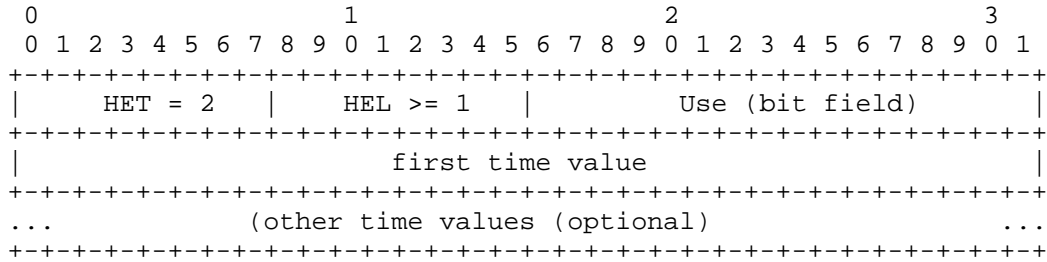 0                   1                   2                   3
 0 1 2 3 4 5 6 7 8 9 0 1 2 3 4 5 6 7 8 9 0 1 2 3 4 5 6 7 8 9 0 1
+-+-+-+-+-+-+-+-+-+-+-+-+-+-+-+-+-+-+-+-+-+-+-+-+-+-+-+-+-+-+-+-+
|     HET = 2   |    HEL >= 1   |         Use (bit field)       |
+-+-+-+-+-+-+-+-+-+-+-+-+-+-+-+-+-+-+-+-+-+-+-+-+-+-+-+-+-+-+-+-+
|                       first time value                        |
+-+-+-+-+-+-+-+-+-+-+-+-+-+-+-+-+-+-+-+-+-+-+-+-+-+-+-+-+-+-+-+-+
...            (other time values (optional)                  ...
+-+-+-+-+-+-+-+-+-+-+-+-+-+-+-+-+-+-+-+-+-+-+-+-+-+-+-+-+-+-+-+-+